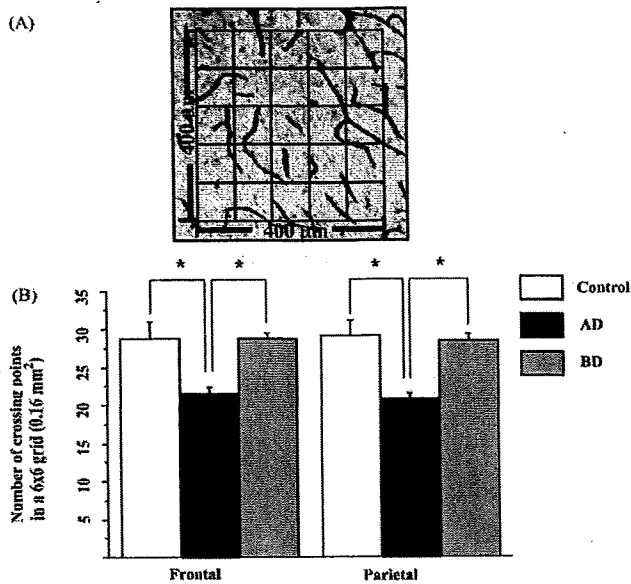 (A)
400 µm
400 µm
(B)
* * * *
Number of crossing points
in a 6x6 grid (0.16 mm²)
35
30
25
20
15
10
5
Frontal
Parietal
Control
AD
BD